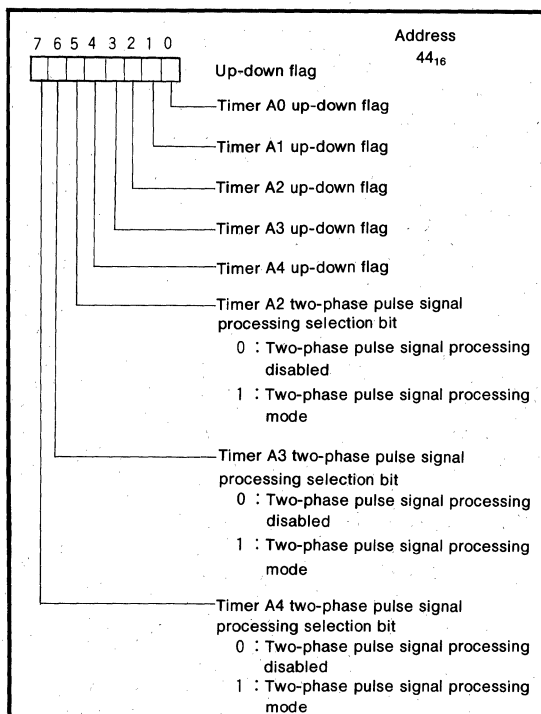 Address
44₁₆
7 6 5 4 3 2 1 0
Up-down flag
Timer A0 up-down flag
Timer A1 up-down flag
Timer A2 up-down flag
Timer A3 up-down flag
Timer A4 up-down flag
Timer A2 two-phase pulse signal
processing selection bit
0 : Two-phase pulse signal processing
disabled
1 : Two-phase pulse signal processing
mode
Timer A3 two-phase pulse signal
processing selection bit
0 : Two-phase pulse signal processing
disabled
1 : Two-phase pulse signal processing
mode
Timer A4 two-phase pulse signal
processing selection bit
0 : Two-phase pulse signal processing
disabled
1 : Two-phase pulse signal processing
mode